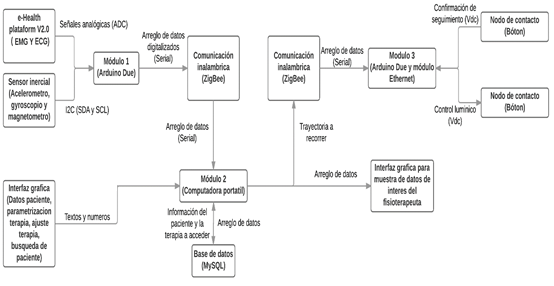 e-Health
plataform V2.0
( EMG Y ECG)
Señales analógicas (ADC)
Sensor inercial
(Acelerometro,
gyroscopio y
magnetometro)
I2C (SDA y SCL)
Módulo 1
(Arduino Due)
Arreglo de datos
digitalizados
(Serial)
Comunicación
inalambrica
(ZigBee)
Comunicación
inalambrica
(ZigBee)
Arreglo de datos
(Serial)
Módulo 3
(Arduino Due y módulo
Ethernet)
Confirmación de
seguimiento (Vdc)
Nodo de contacto
(Bóton)
Control luminico
(Vdc)
Nodo de contacto
(Bóton)
Arreglo de datos
(Serial)
Trayectoria a
recorrer
Interfaz grafica
(Datos paciente,
parametrizacion
terapia, ajuste
terapia,
busqueda de
paciente)
Textos y numeros
Módulo 2
(Computadora portatil)
Arreglo de datos
Interfaz grafica para
muestra de datos de
interes del
fisioterapeuta
Información del
paciente y la
terapia a acceder
Arreglo de datos
Base de datos
(MySQL)